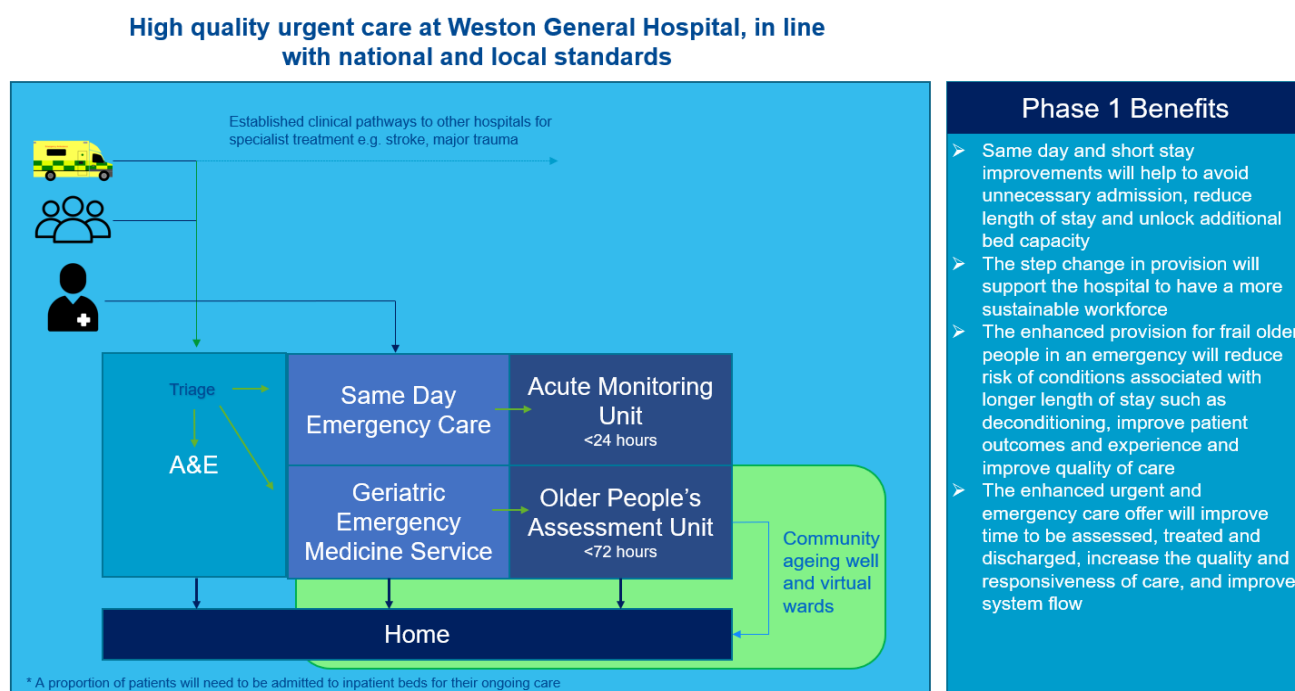 High quality urgent care at Weston General Hospital, in line
with national and local standards
Established clinical pathways to other hospitals for
specialist treatment e.g. stroke, major trauma
Triage
A&E
Same Day
Emergency Care
Acute Monitoring
Unit
<24 hours
Geriatric
Emergency
Medicine Service
Older People's
Assessment Unit
<72 hours
Community
ageing well
and virtual
wards
Home
* A proportion of patients will need to be admitted to inpatient beds for their ongoing care
Phase 1 Benefits
➢ Same day and short stay
improvements will help to avoid
unnecessary admission, reduce
length of stay and unlock additional
bed capacity
➢ The step change in provision will
support the hospital to have a more
sustainable workforce
➢ The enhanced provision for frail older
people in an emergency will reduce
risk of conditions associated with
longer length of stay such as
deconditioning, improve patient
outcomes and experience and
improve quality of care
➢ The enhanced urgent and
emergency care offer will improve
time to be assessed, treated and
discharged, increase the quality and
responsiveness of care, and improve
system flow